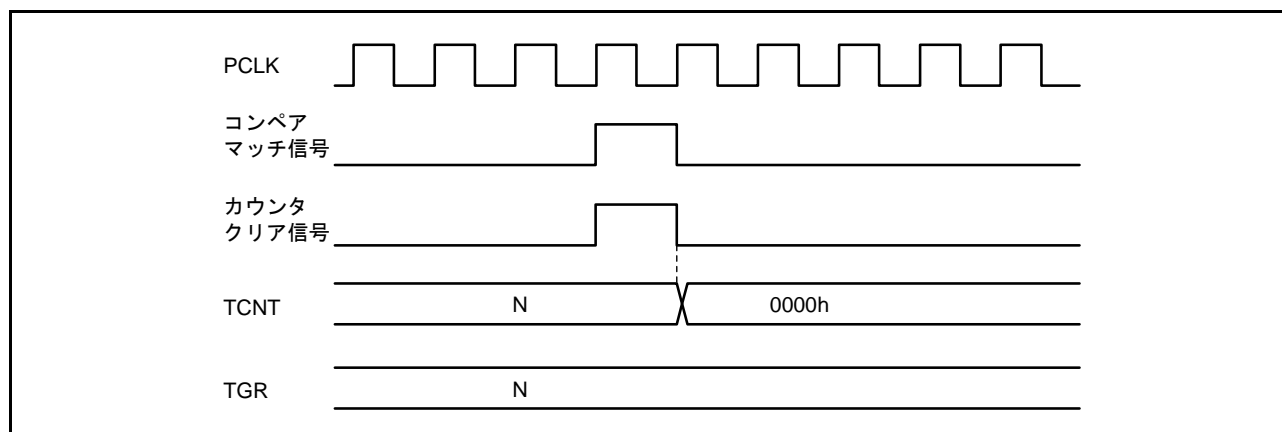 PCLK
コンペア
マッチ信号
カウンタ
クリア信号
TCNT
N
0000h
TGR
N